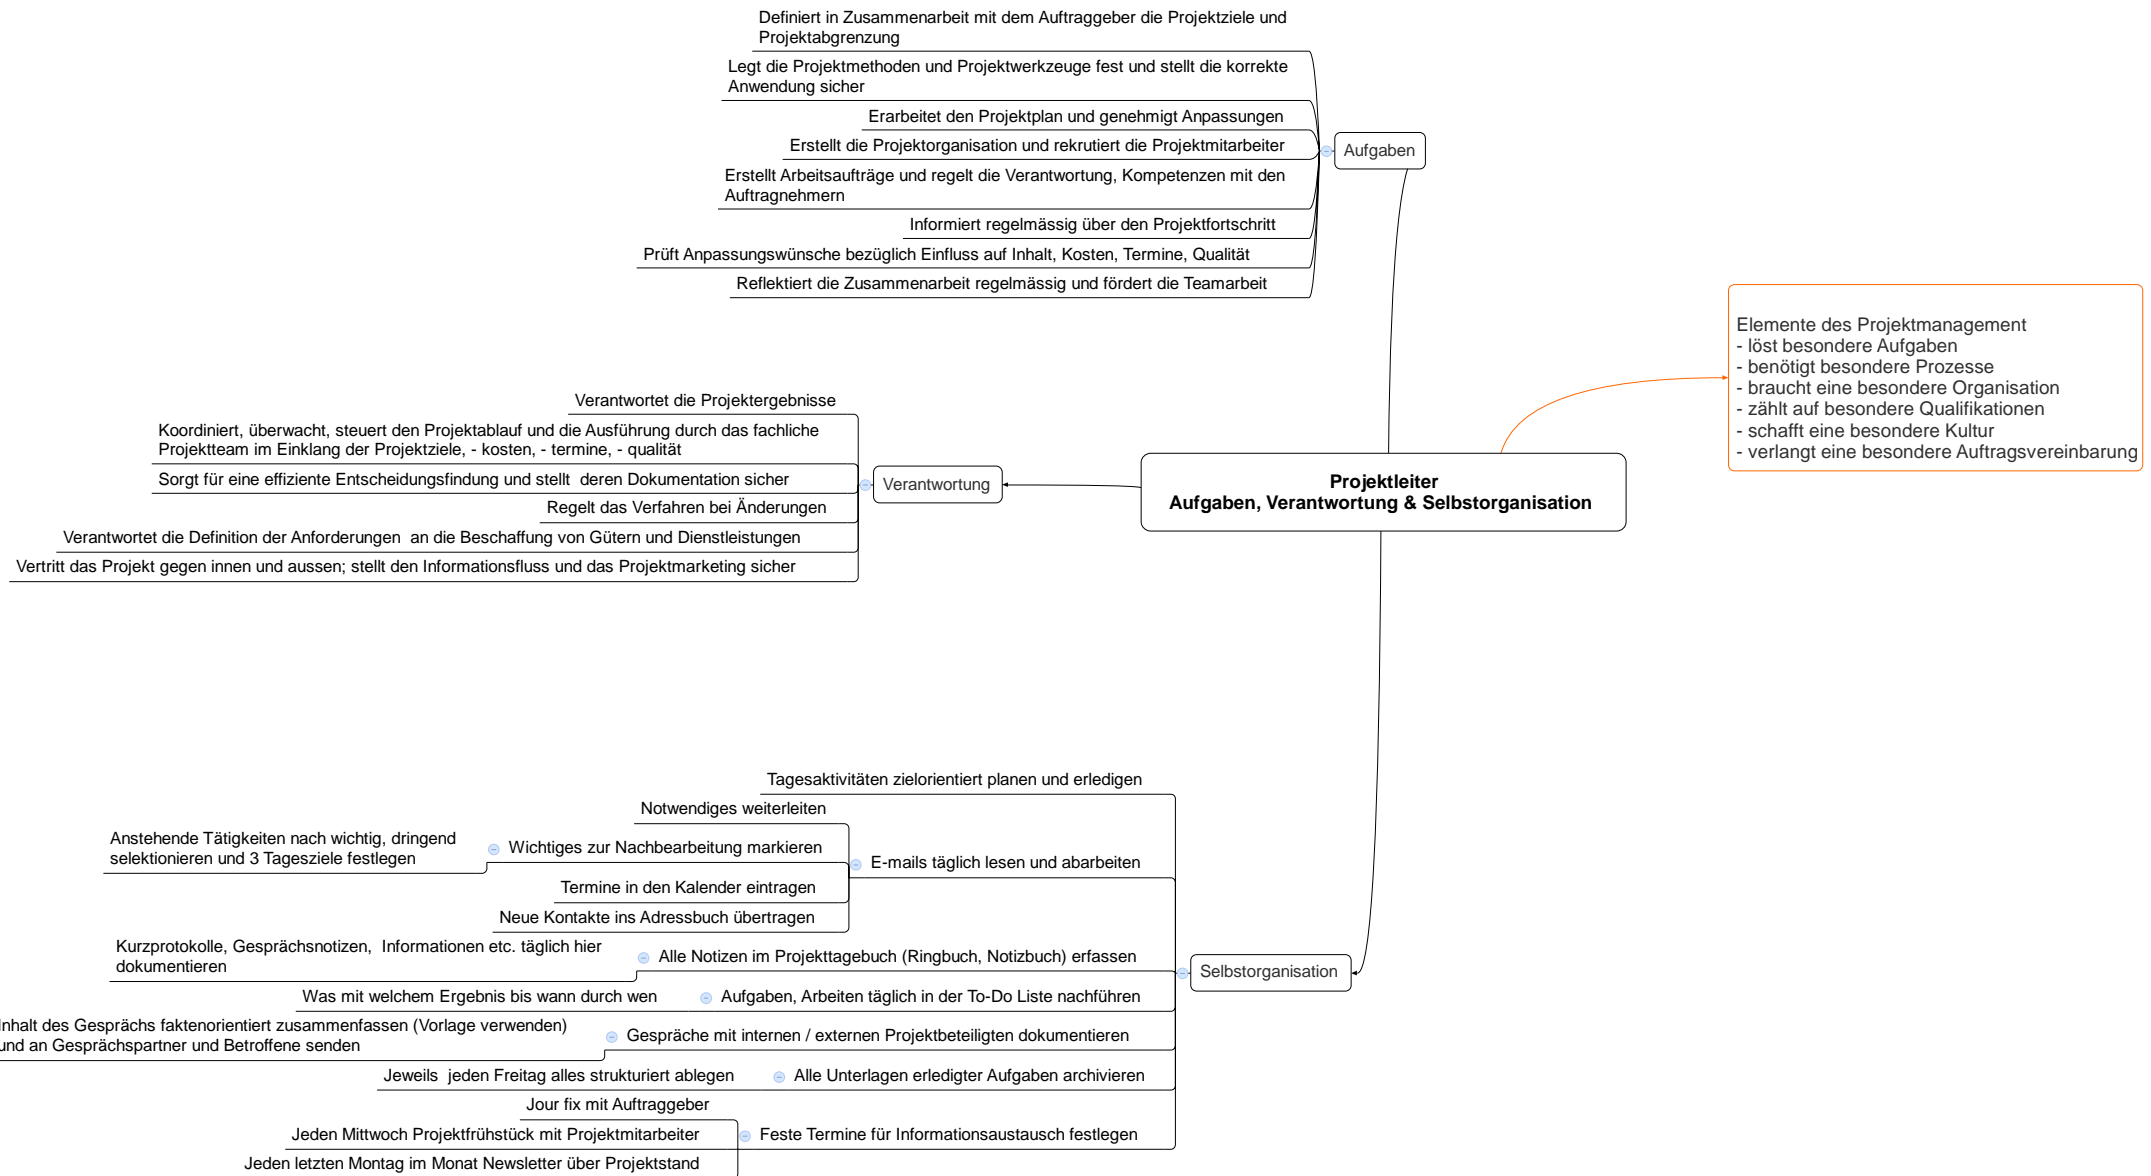 Definiert in Zusammenarbeit mit dem Auftraggeber die Projektziele und
Projektabgrenzung
Legt die Projektmethoden und Projektwerkzeuge fest und stellt die korrekte
Anwendung sicher
Erarbeitet den Projektplan und genehmigt Anpassungen
Erstellt die Projektorganisation und rekrutiert die Projektmitarbeiter
Erstellt Arbeitsaufträge und regelt die Verantwortung, Kompetenzen mit den
Auftragnehmern
Informiert regelmässig über den Projektfortschritt
Prüft Anpassungswünsche bezüglich Einfluss auf Inhalt, Kosten, Termine, Qualität
Reflektiert die Zusammenarbeit regelmässig und fördert die Teamarbeit
Aufgaben
Elemente des Projektmanagement
- löst besondere Aufgaben
- benötigt besondere Prozesse
- braucht eine besondere Organisation
- zählt auf besondere Qualifikationen
- schafft eine besondere Kultur
- verlangt eine besondere Auftragsvereinbarung
Verantwortet die Projektergebnisse
Koordiniert, überwacht, steuert den Projektablauf und die Ausführung durch das fachliche
Projektteam im Einklang der Projektziele, - kosten, - termine, - qualität
Sorgt für eine effiziente Entscheidungsfindung und stellt  deren Dokumentation sicher
Regelt das Verfahren bei Änderungen
Verantwortet die Definition der Anforderungen  an die Beschaffung von Gütern und Dienstleistungen
Vertritt das Projekt gegen innen und aussen; stellt den Informationsfluss und das Projektmarketing sicher
Verantwortung
Projektleiter
Aufgaben, Verantwortung & Selbstorganisation
Tagesaktivitäten zielorientiert planen und erledigen
Notwendiges weiterleiten
Anstehende Tätigkeiten nach wichtig, dringend
selektionieren und 3 Tagesziele festlegen
Wichtiges zur Nachbearbeitung markieren
E-mails täglich lesen und abarbeiten
Termine in den Kalender eintragen
Neue Kontakte ins Adressbuch übertragen
Kurzprotokolle, Gesprächsnotizen,  Informationen etc. täglich hier
dokumentieren
Alle Notizen im Projekttagebuch (Ringbuch, Notizbuch) erfassen
Selbstorganisation
Was mit welchem Ergebnis bis wann durch wen
Aufgaben, Arbeiten täglich in der To-Do Liste nachführen
Inhalt des Gesprächs faktenorientiert zusammenfassen (Vorlage verwenden)
und an Gesprächspartner und Betroffene senden
Gespräche mit internen / externen Projektbeteiligten dokumentieren
Jeweils  jeden Freitag alles strukturiert ablegen
Alle Unterlagen erledigter Aufgaben archivieren
Jour fix mit Auftraggeber
Jeden Mittwoch Projektfrühstück mit Projektmitarbeiter
Feste Termine für Informationsaustausch festlegen
Jeden letzten Montag im Monat Newsletter über Projektstand